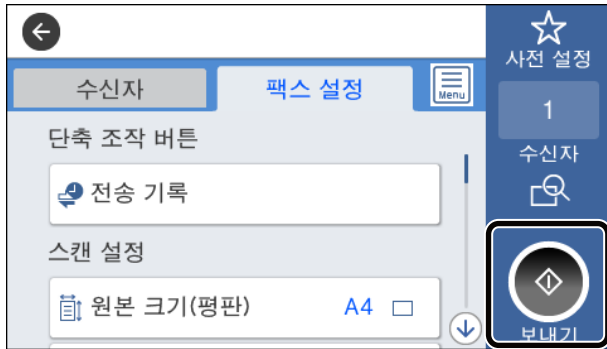 사전 설정
수신자
팩스 설정
Menu
1
단축 조작 버튼
수신자
전송 기록
스캔 설정
원본 크기(평판)
A4
보내기